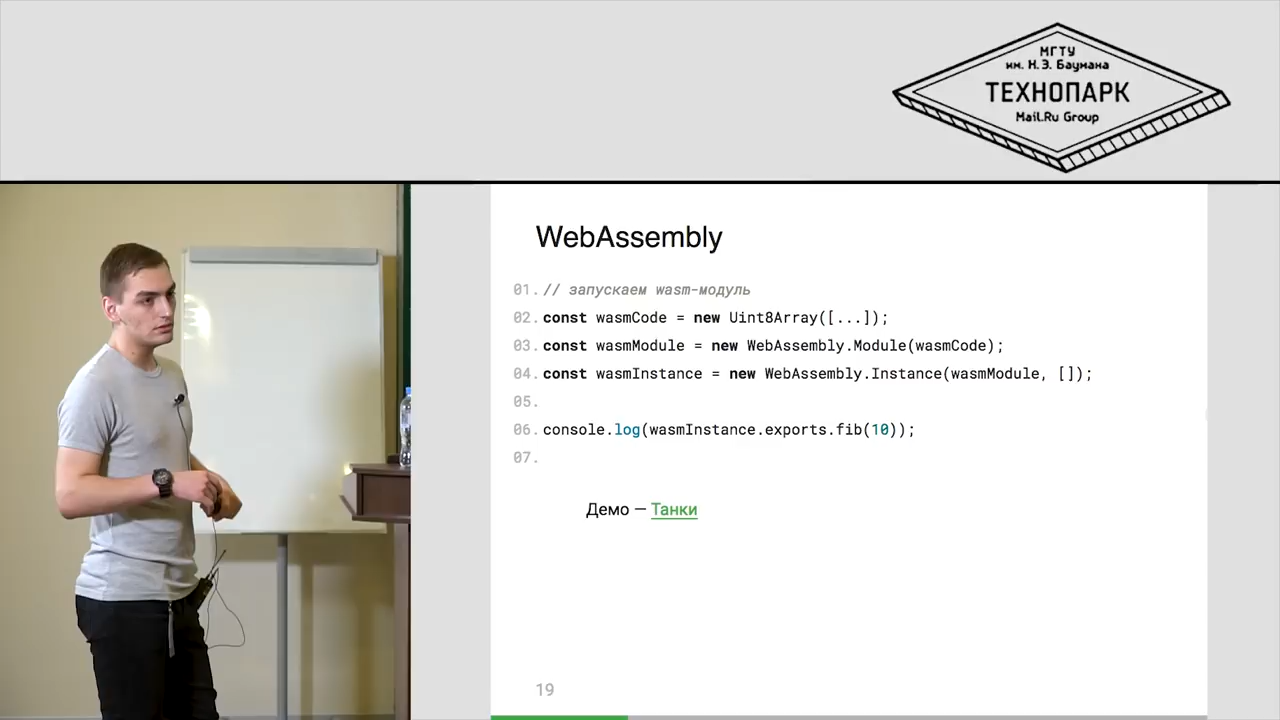 МГТУ
им. Н.Э. Баумана
ТЕХНОПАРК
Mail.Ru Group
WebAssembly
01. // запускаем wasm-модуль
02. const wasmCode = new Uint8Array([...]);
03. const wasmModule = new WebAssembly.Module(wasmCode);
04. const wasmInstance = new WebAssembly.Instance(wasmModule, []);
05.
06. console.log(wasmInstance.exports.fib(10));
07.
Демо — Танки
19